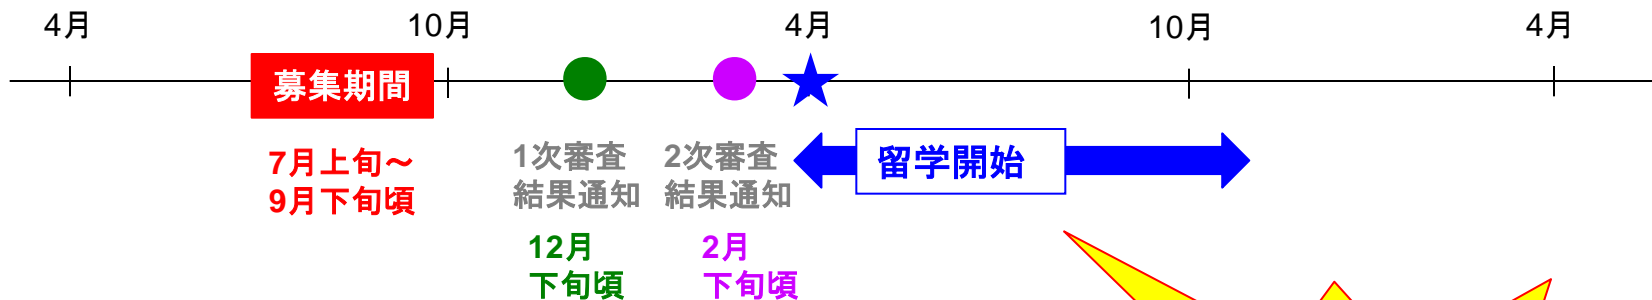 4月 10月 4月 10月 4月
募集期間
7月上旬～
9月下旬頃
1次審査
結果通知
12月
下旬頃
2次審査
結果通知
2月
下旬頃
留学開始